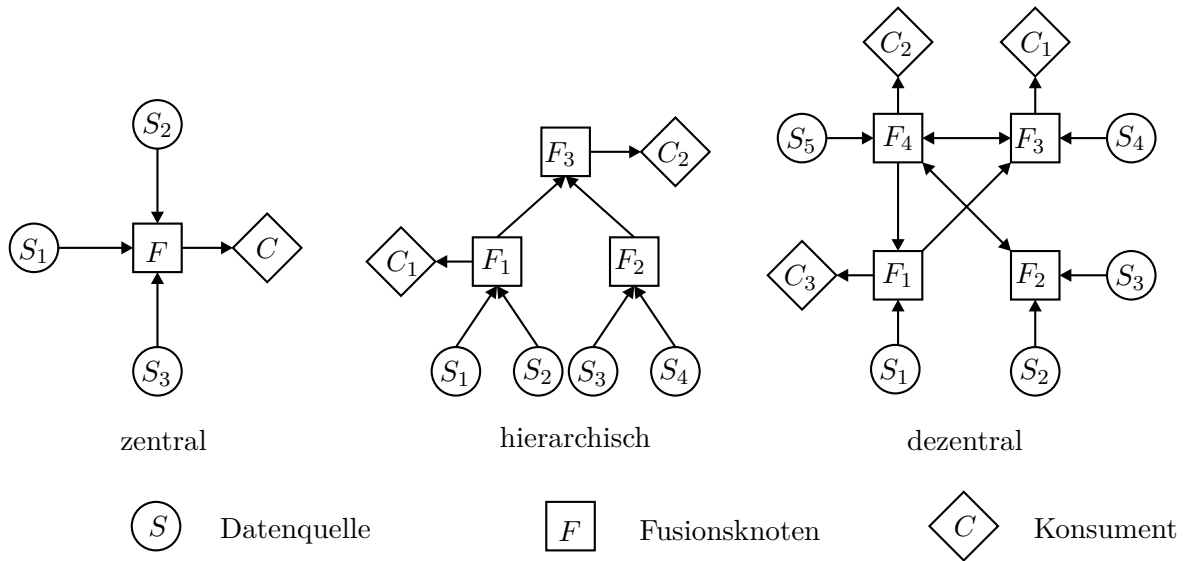 C₂ C₁
S₂
S₅ F₄ F₃ S₄
F₃ C₂
S₁ F C
C₁ F₁ F₂
C₃ F₁ F₂ S₃
S₃
S₁ S₂ S₃ S₄
S₁ S₂
zentral hierarchisch dezentral
S Datenquelle F Fusionsknoten C Konsument